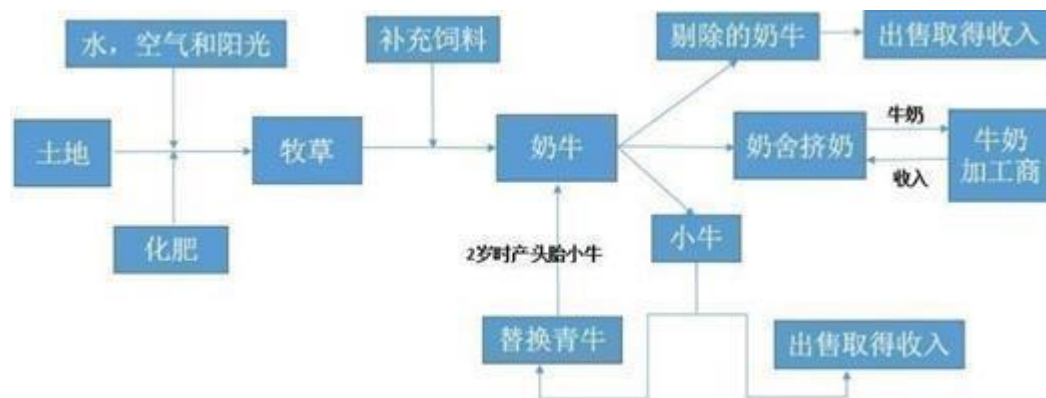 水，空气和阳光
补充饲料
剔除的奶牛
出售取得收入
土地
牧草
奶牛
奶舍挤奶
牛奶
收入
牛奶
加工商
化肥
2岁时产头胎小牛
小牛
替换青牛
出售取得收入